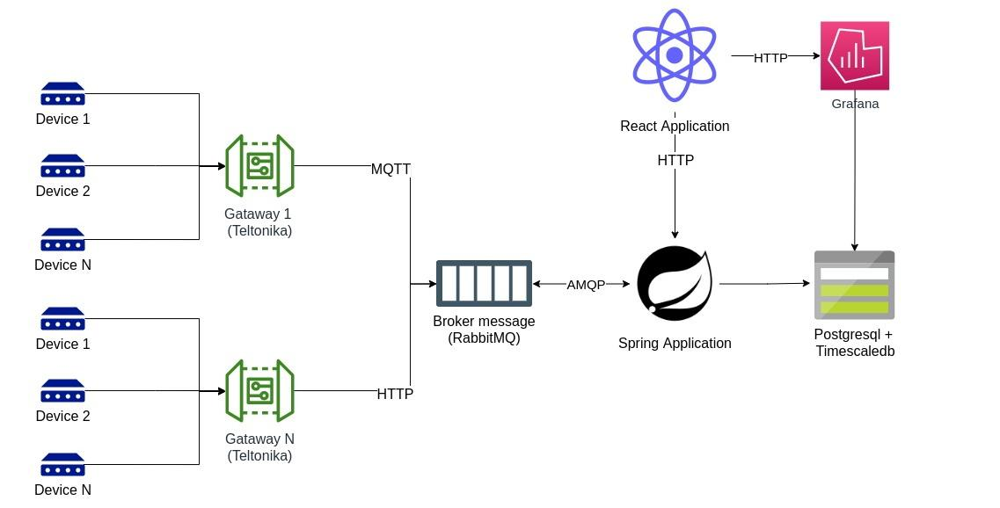 Device 1
Device 2
Device N
Gataway 1
(Teltonika)
MQTT
Device 1
Device 2
Device N
Gataway N
(Teltonika)
HTTP
Broker message
(RabbitMQ)
AMQP
React Application
HTTP
HTTP
Grafana
Spring Application
Postgresql +
Timescaledb